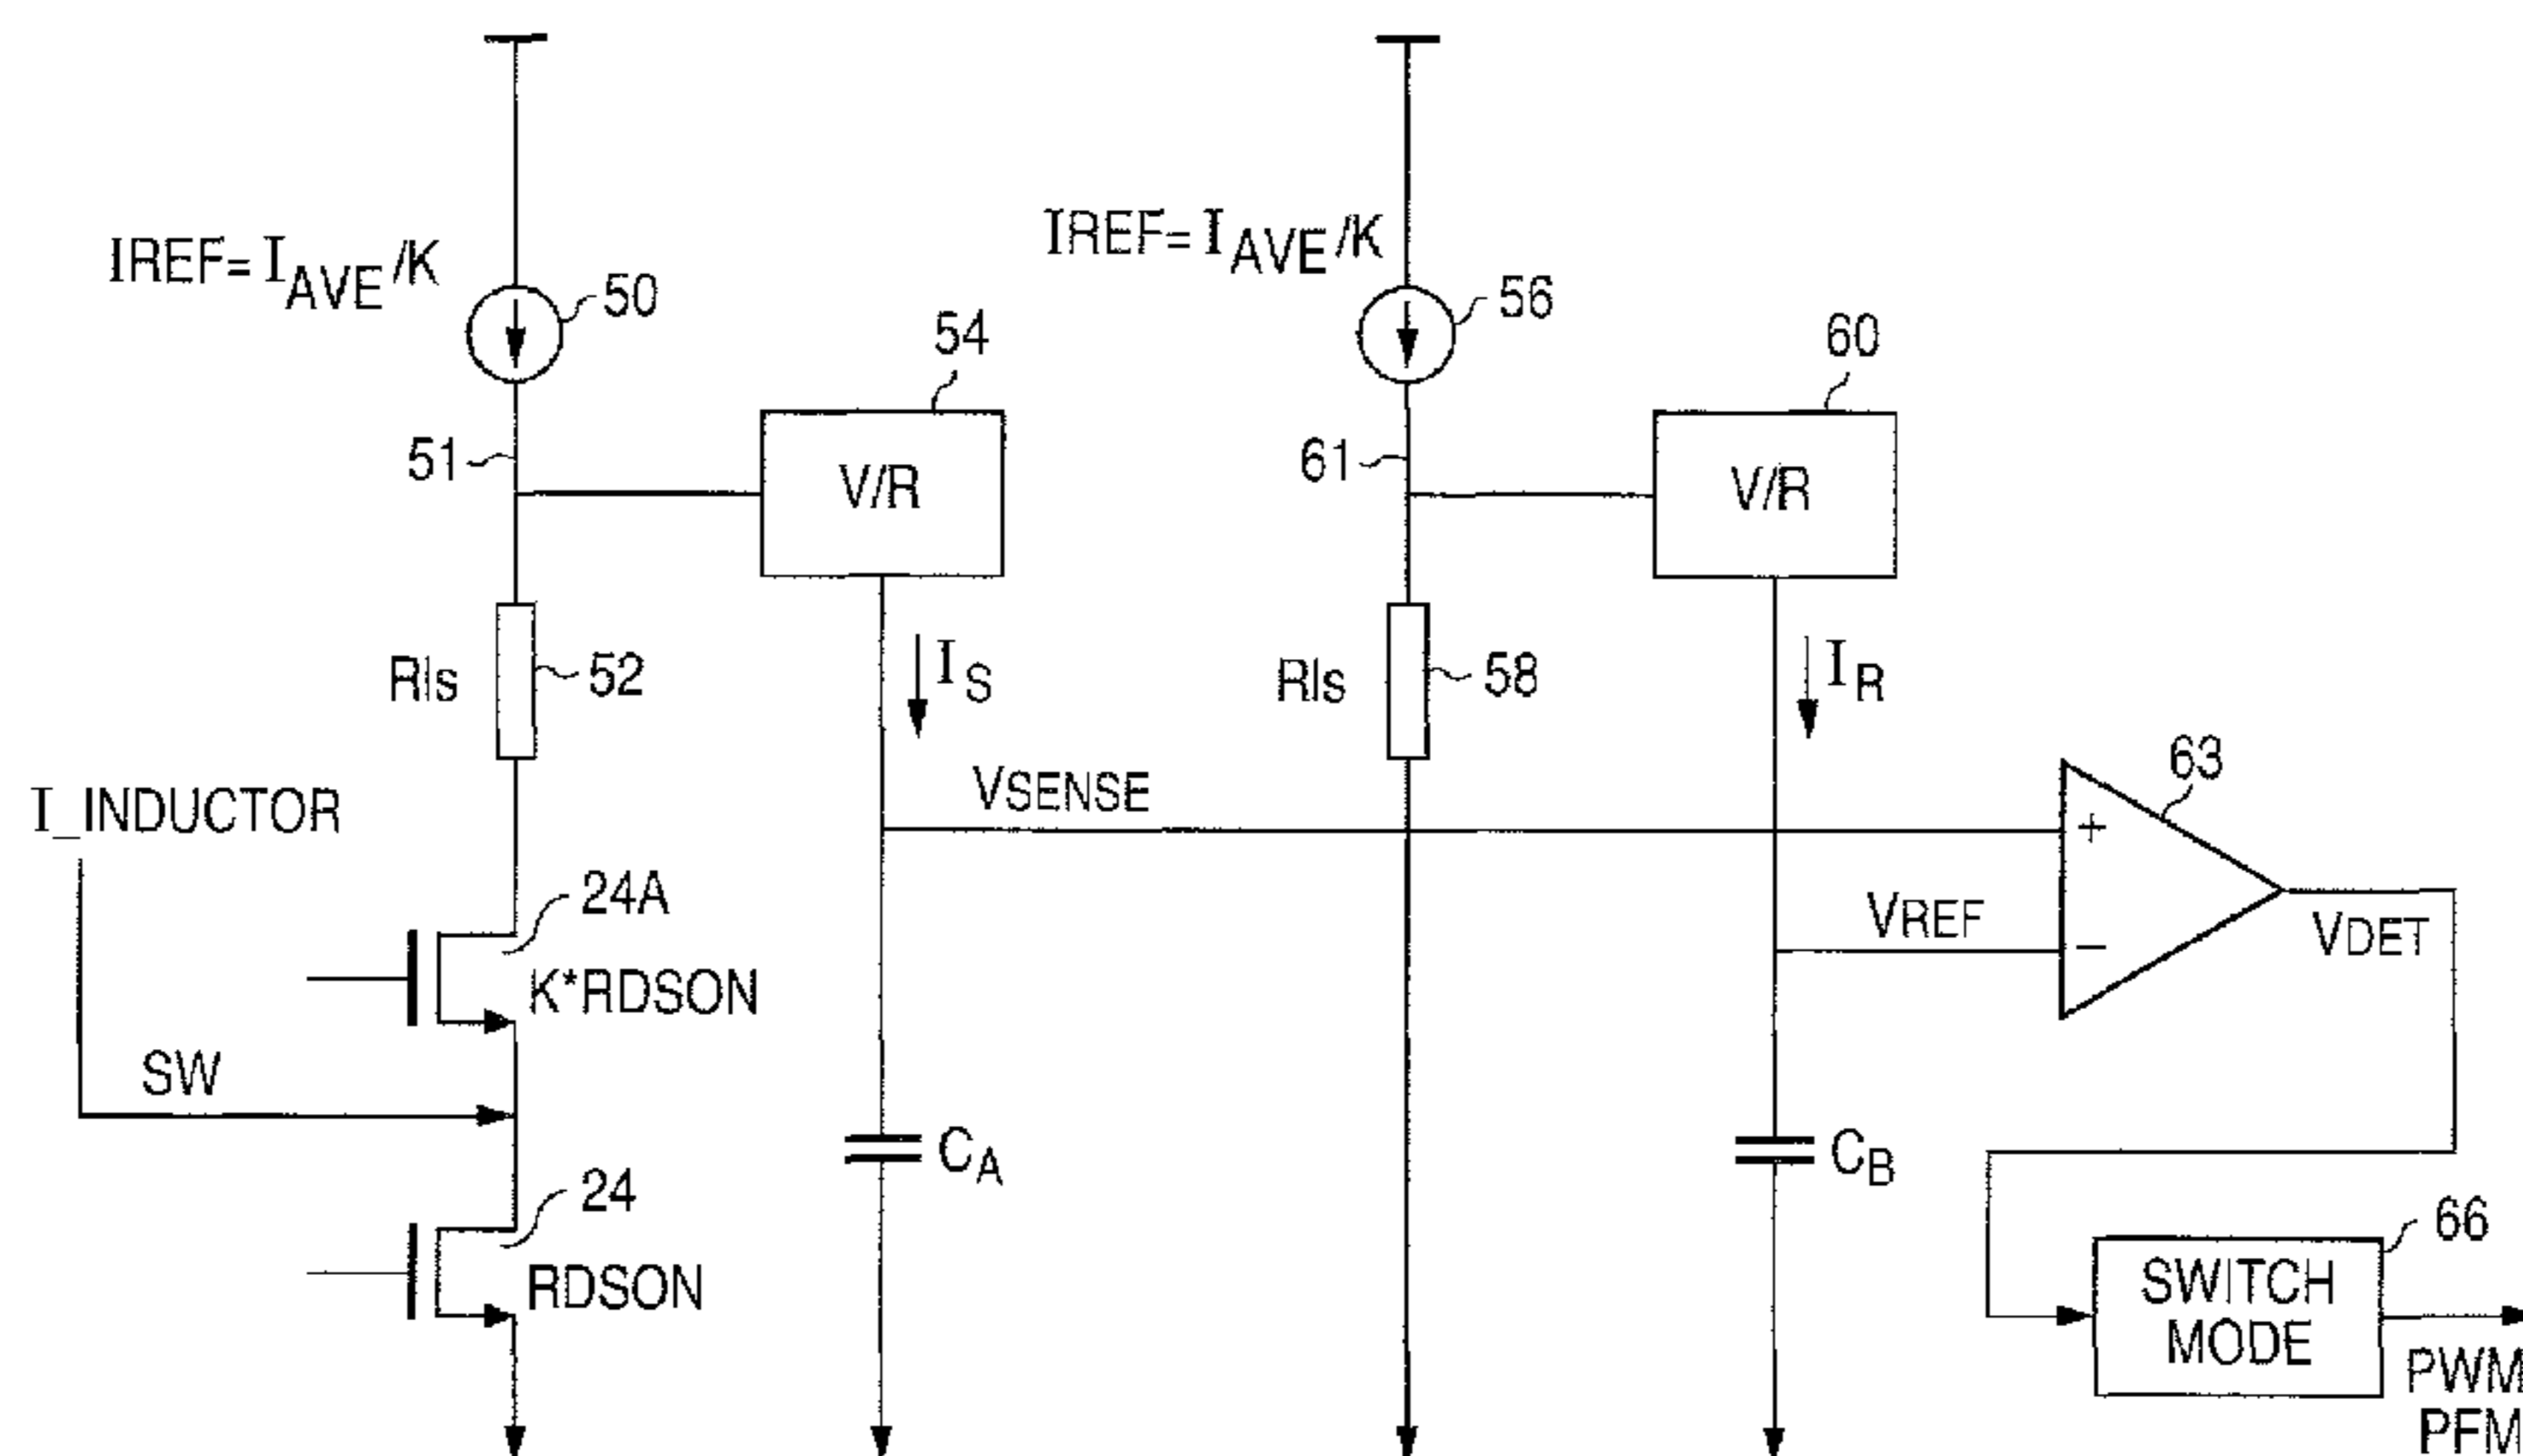 IREF=IAVE/K
50
51
54
V/R
RIs
52
IS
I_INDUCTOR
SW
24A
K*RDSON
24
RDSON
VSENSE
CA
IREF=IAVE/K
56
61
60
V/R
RIs
58
IR
VREF
CB
63
+
−
VDET
66
SWITCH
MODE
PWM
PFM